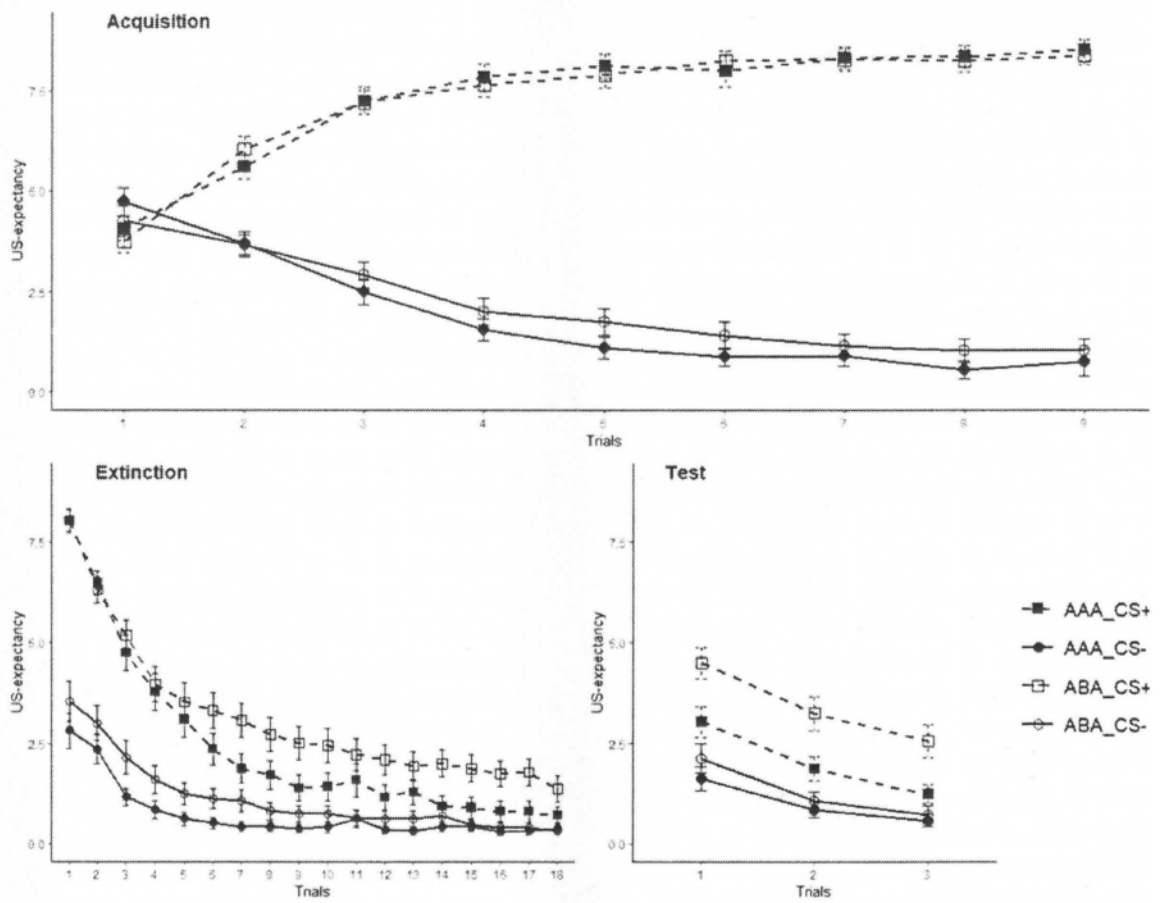 Acquisition
US-expectancy
7.5
5.0
2.5
0.0
1 2 3 4 5 6 7 8 9
Trials
Extinction
US-expectancy
7.5
5.0
2.5
0.0
1 2 3 4 5 6 7 8 9 10 11 12 13 14 15 16 17 18
Trials
Test
US-expectancy
7.5
5.0
2.5
0.0
1 2 3
Trials
AAA_CS+
AAA_CS-
ABA_CS+
ABA_CS-